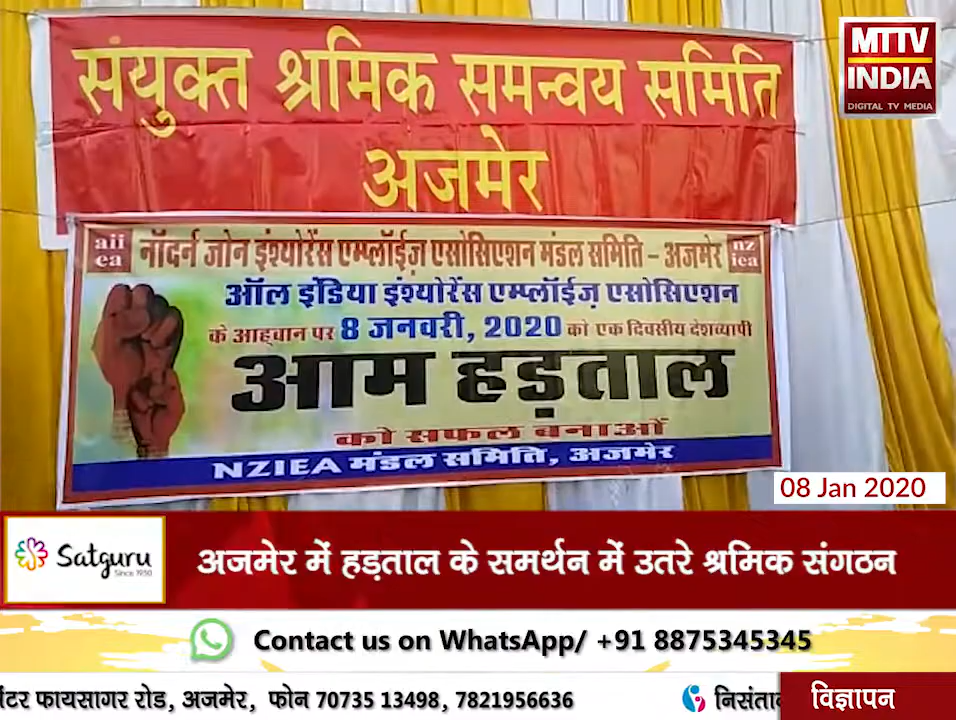 संयुक्त श्रमिक समन्वय समिति
अजमेर
MTTV
INDIA
DIGITAL TV MEDIA
aii
ea
नॉदर्न जोन इंश्योरेंस एम्प्लॉईज़ एसोसिएशन मंडल समिति – अजमेर
nz
iea
ऑल इंडिया इंश्योरेंस एम्प्लॉईज़ एसोसिएशन
के आह्वान पर 8 जनवरी, 2020 को एक दिवसीय देशव्यापी
आम हड़ताल
को सफल बनाओं
NZIEA मंडल समिति, अजमेर
08 Jan 2020
Satguru
Since 1950
अजमेर में हड़ताल के समर्थन में उतरे श्रमिक संगठन
Contact us on WhatsApp/ +91 8875345345
टर फायसागर रोड, अजमेर, फोन 70735 13498, 7821956636
विज्ञापन